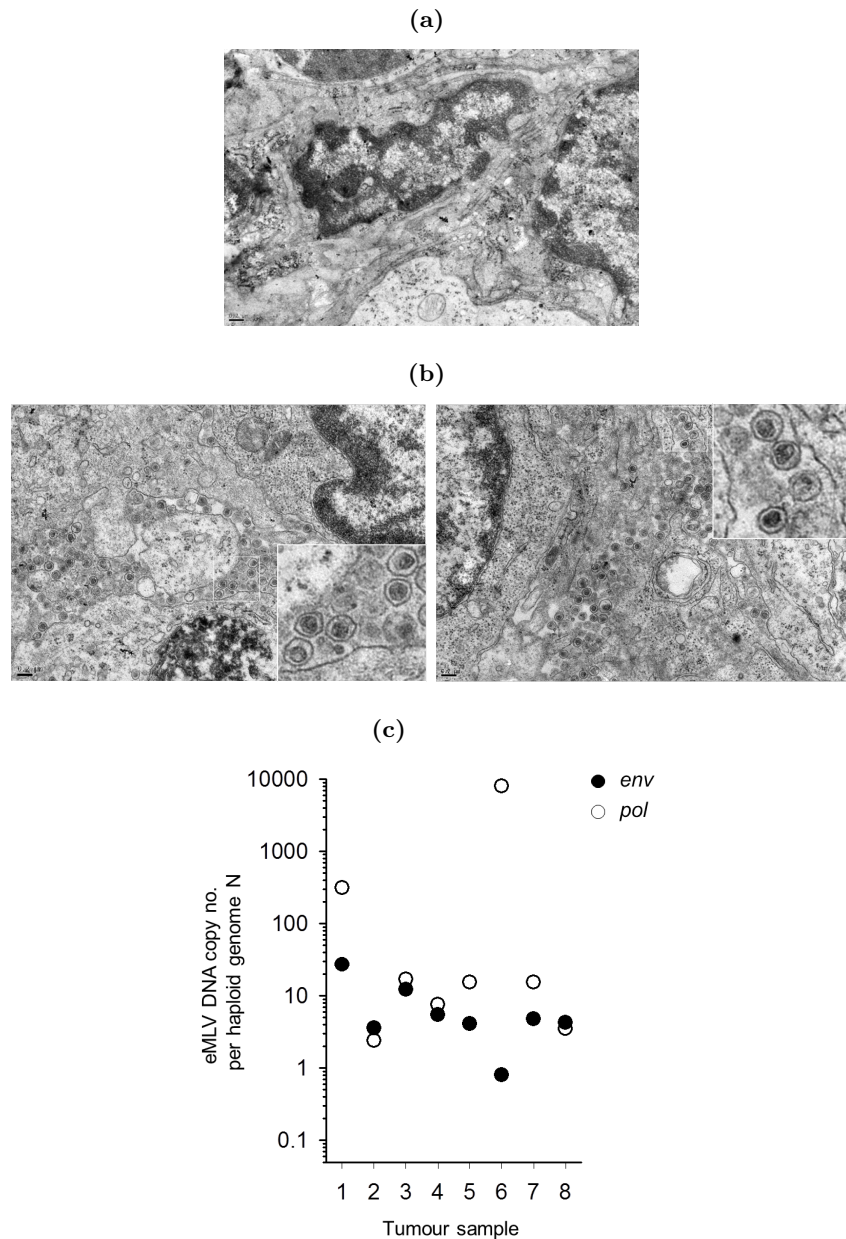 (a)
(b)
(c)
env
pol
eMLV DNA copy no.
per haploid genome N
10000
1000
100
10
1
0.1
1 2 3 4 5 6 7 8
Tumour sample